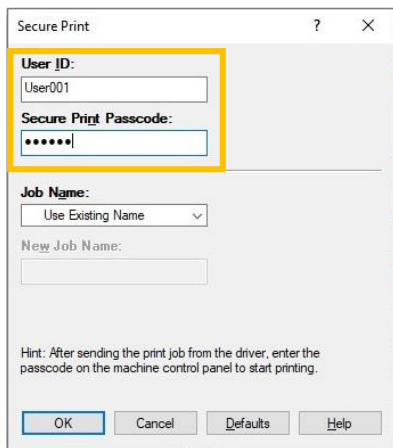 Secure Print ? ×
User ID:
User001
Secure Print Passcode:
••••••
Job Name:
Use Existing Name
New Job Name:
Hint: After sending the print job from the driver, enter the
passcode on the machine control panel to start printing.
OK Cancel Defaults Help